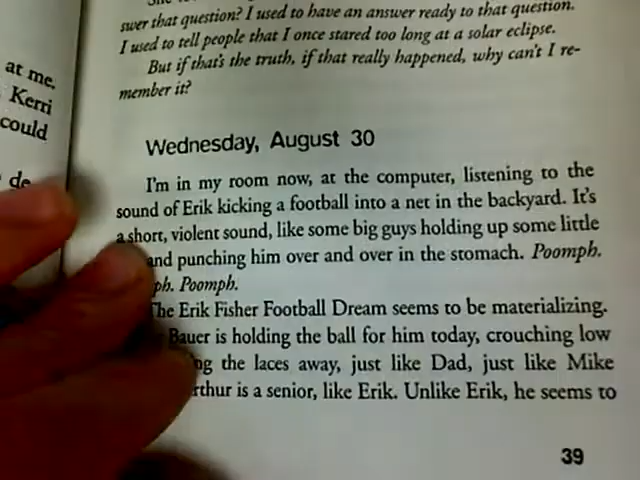 at me.
Kerri
could
de
swer that question? I used to have an answer ready to that question.
I used to tell people that I once stared too long at a solar eclipse.
But if that's the truth, if that really happened, why can't I re-
member it?
Wednesday, August 30
I'm in my room now, at the computer, listening to the
sound of Erik kicking a football into a net in the backyard. It's
a short, violent sound, like some big guys holding up some little
and punching him over and over in the stomach. Poomph.
ph. Poomph.
The Erik Fisher Football Dream seems to be materializing.
Bauer is holding the ball for him today, crouching low
ng the laces away, just like Dad, just like Mike
rthur is a senior, like Erik. Unlike Erik, he seems to
39